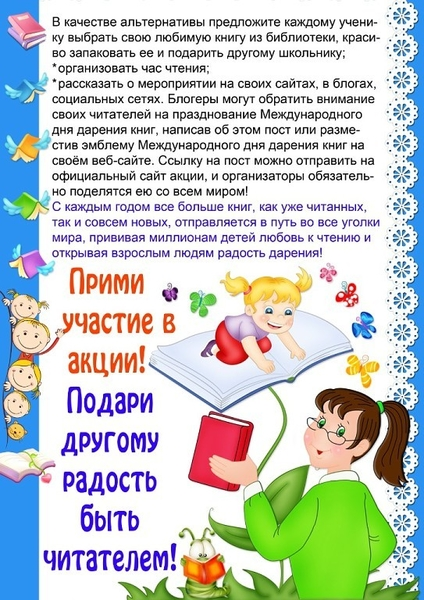 В качестве альтернативы предложите каждому учени-
ку выбрать свою любимую книгу из библиотеки, краси-
во запаковать ее и подарить другому школьнику;
*организовать час чтения;
*рассказать о мероприятии на своих сайтах, в блогах,
социальных сетях. Блогеры могут обратить внимание
своих читателей на празднование Международного
дня дарения книг, написав об этом пост или разме-
стив эмблему Международного дня дарения книг на
своём веб-сайте. Ссылку на пост можно отправить на
официальный сайт акции, и организаторы обязатель-
но поделятся ею со всем миром!
С каждым годом все больше книг, как уже читанных,
так и совсем новых, отправляется в путь во все уголки
мира, прививая миллионам детей любовь к чтению и
открывая взрослым людям радость дарения!
Прими
участие в
акции!
Подари
другому
радость
быть
читателем!